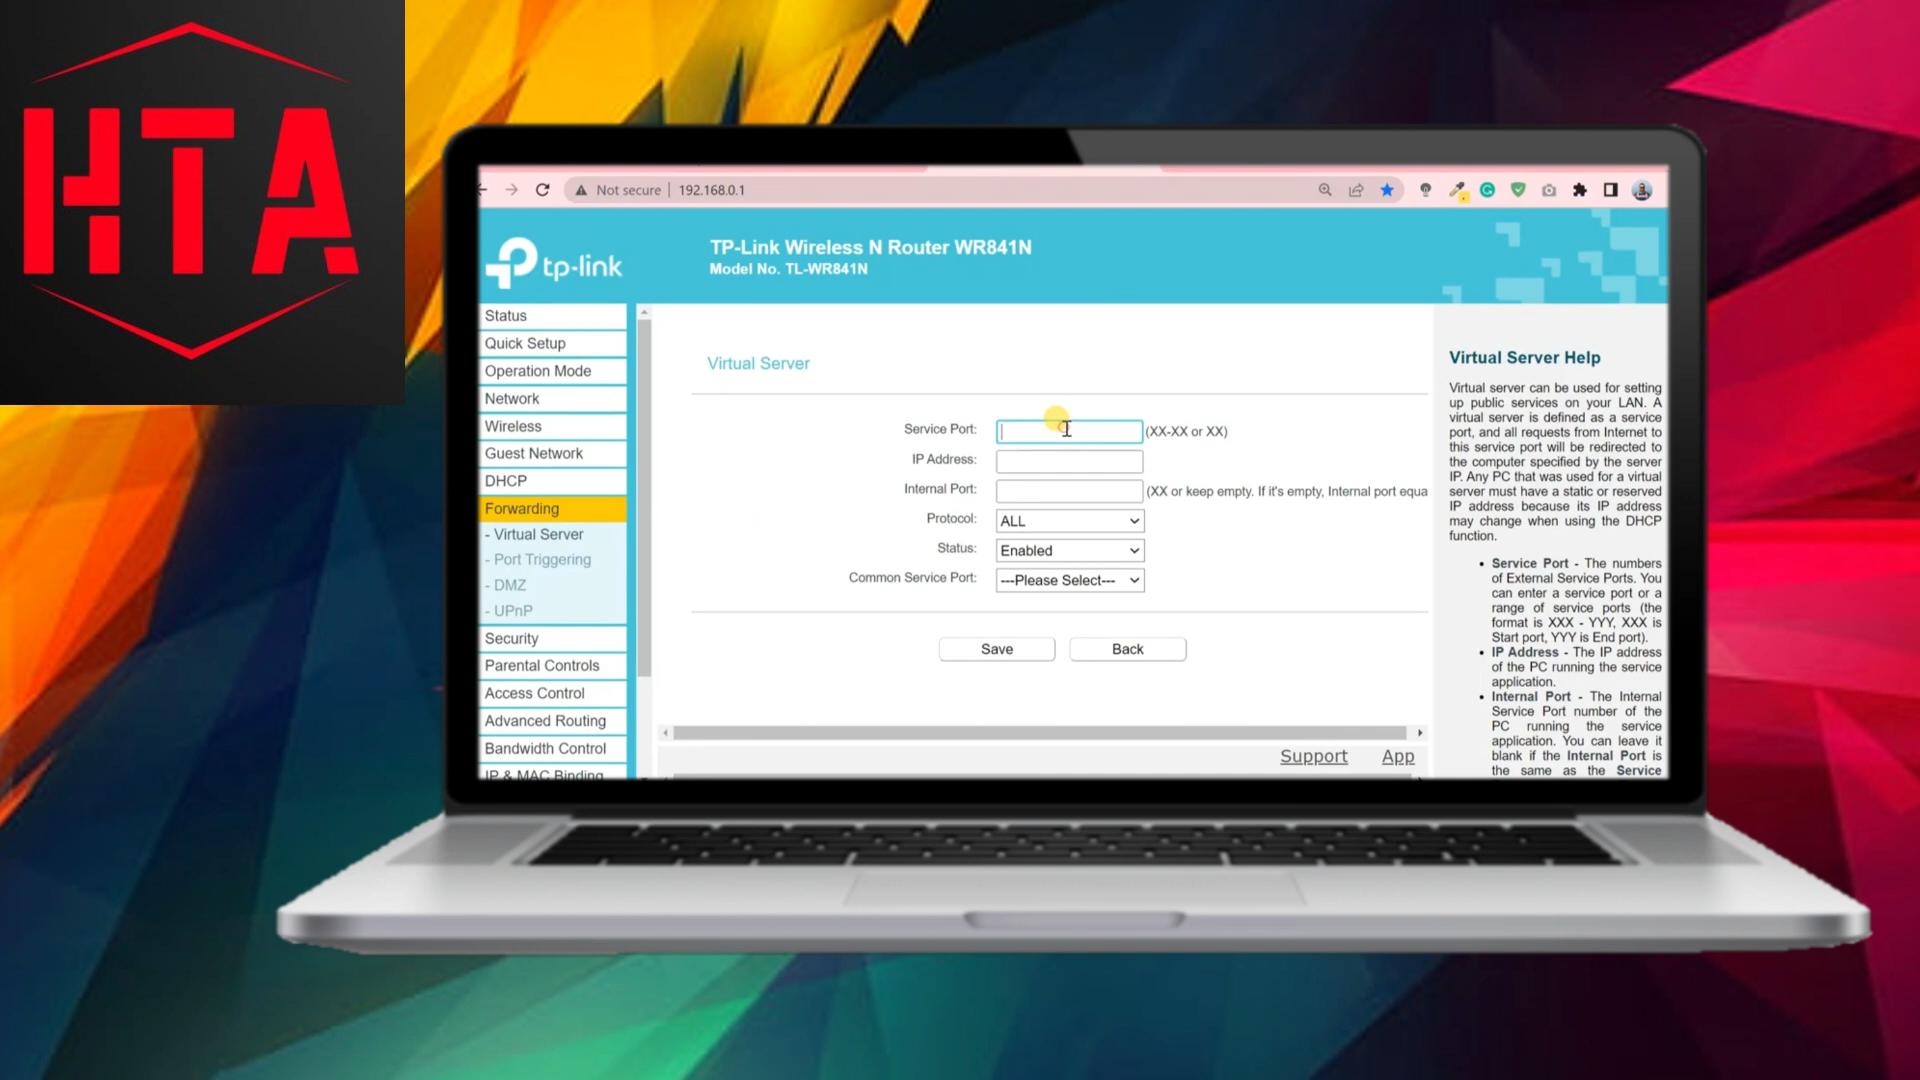 HTA
Not secure | 192.168.0.1
tp-link
TP-Link Wireless N Router WR841N
Model No. TL-WR841N
Status
Quick Setup
Operation Mode
Network
Wireless
Guest Network
DHCP
Forwarding
- Virtual Server
- Port Triggering
- DMZ
- UPnP
Security
Parental Controls
Access Control
Advanced Routing
Bandwidth Control
IP & MAC Binding
Virtual Server
Service Port: (XX-XX or XX)
IP Address:
Internal Port: (XX or keep empty. If it's empty, Internal port equa
Protocol: ALL
Status: Enabled
Common Service Port: ---Please Select---
Save Back
Support App
Virtual Server Help
Virtual server can be used for setting
up public services on your LAN. A
virtual server is defined as a service
port, and all requests from Internet to
this service port will be redirected to
the computer specified by the server
IP. Any PC that was used for a virtual
server must have a static or reserved
IP address because its IP address
may change when using the DHCP
function.
• Service Port - The numbers
of External Service Ports. You
can enter a service port or a
range of service ports (the
format is XXX - YYY, XXX is
Start port, YYY is End port).
• IP Address - The IP address
of the PC running the service
application.
• Internal Port - The Internal
Service Port number of the
PC running the service
application. You can leave it
blank if the Internal Port is
the same as the Service